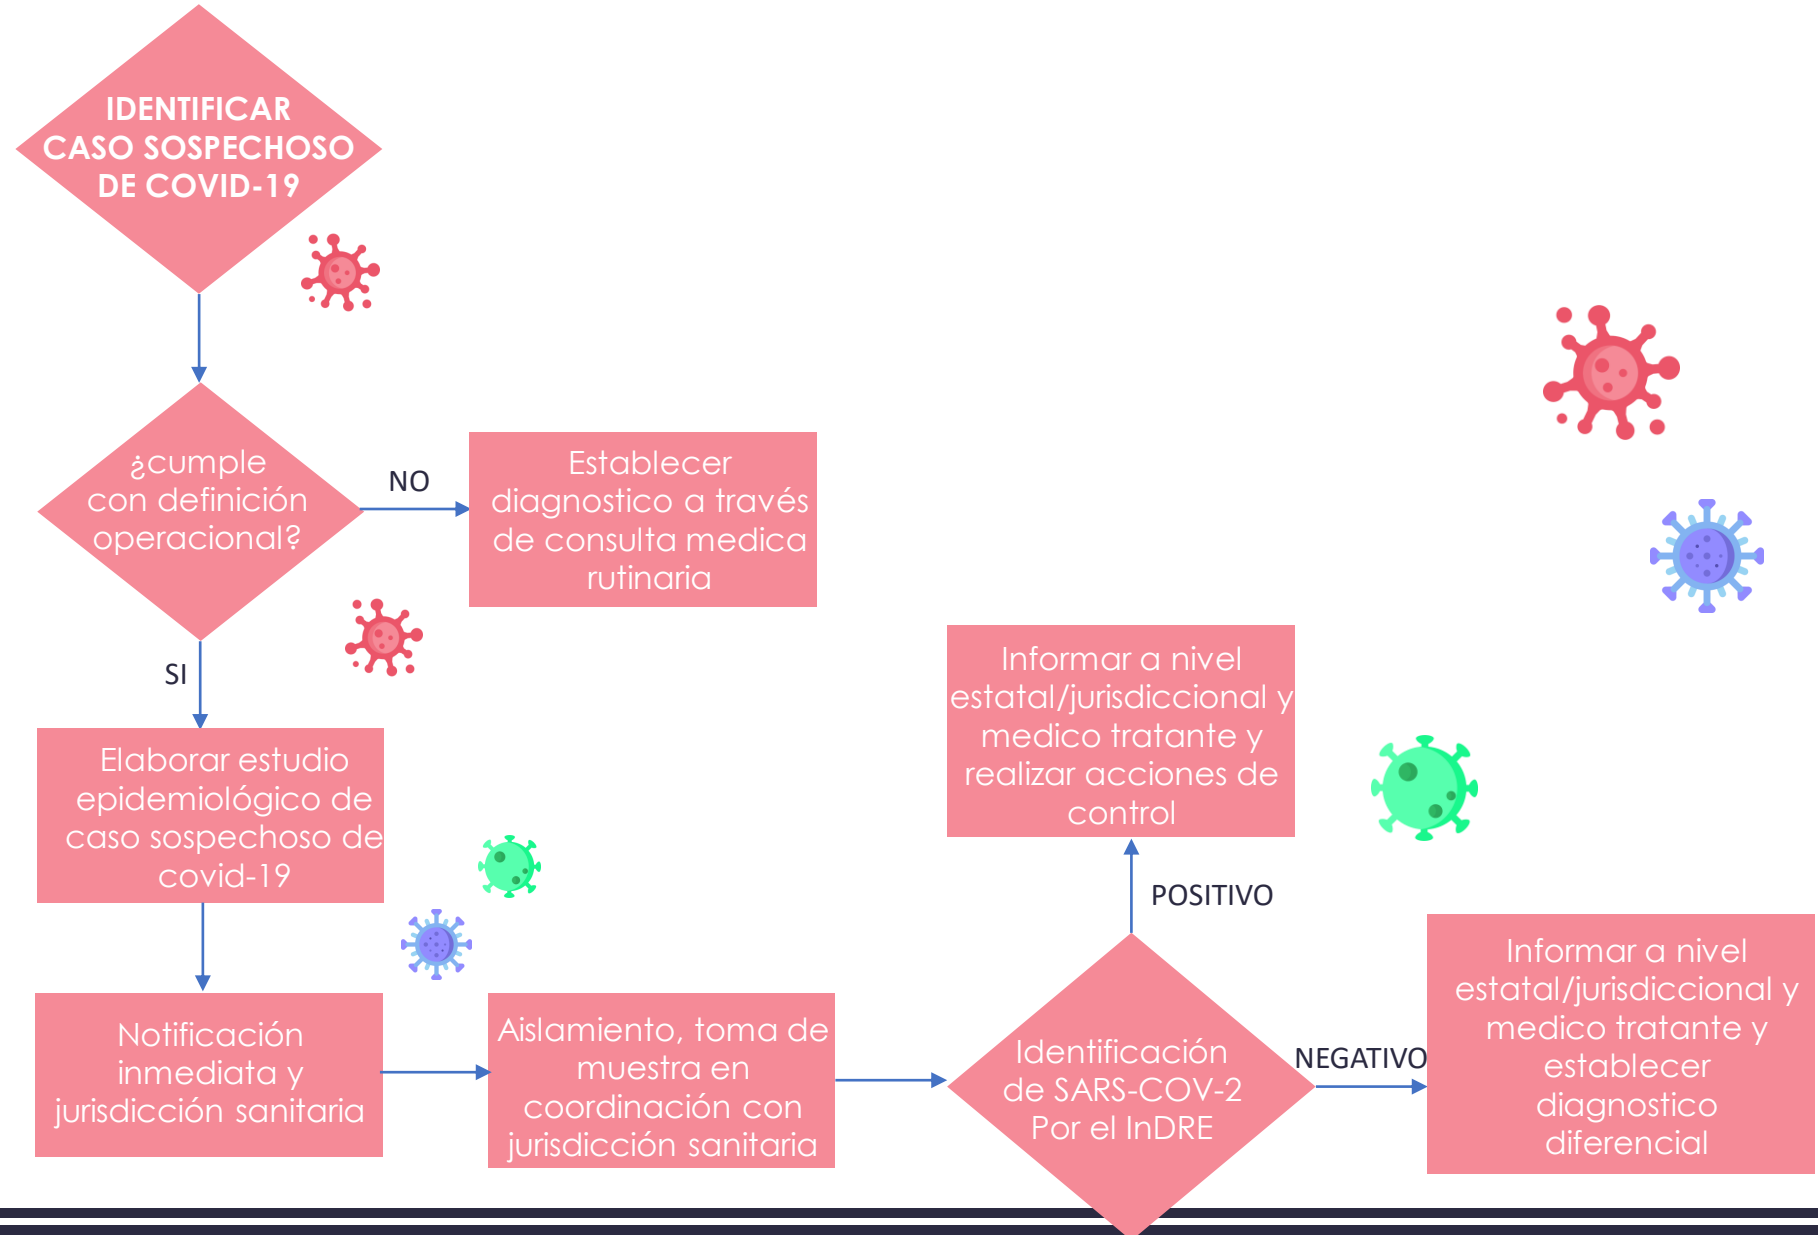 IDENTIFICAR
CASO SOSPECHOSO
DE COVID-19
¿cumple
con definición
operacional?
NO
Establecer
diagnostico a través
de consulta medica
rutinaria
SI
Elaborar estudio
epidemiológico de
caso sospechoso de
covid-19
Notificación
inmediata y
jurisdicción sanitaria
Aislamiento, toma de
muestra en
coordinación con
jurisdicción sanitaria
Identificación
de SARS-COV-2
Por el InDRE
POSITIVO
Informar a nivel
estatal/jurisdiccional y
medico tratante y
realizar acciones de
control
NEGATIVO
Informar a nivel
estatal/jurisdiccional y
medico tratante y
establecer
diagnostico
diferencial